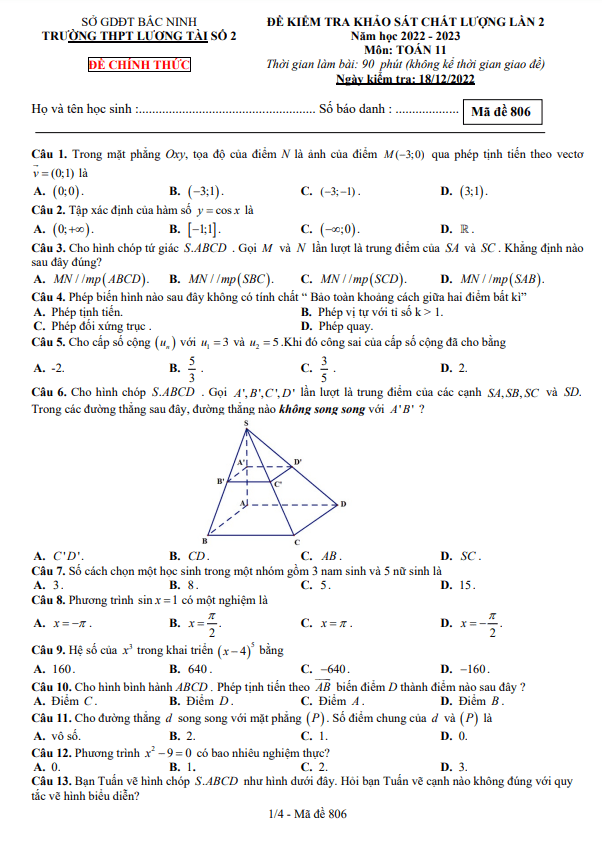 SỞ GDĐT BẮC NINH
TRƯỜNG THPT LƯƠNG TÀI SỐ 2
ĐỀ CHÍNH THỨC
ĐỀ KIỂM TRA KHẢO SÁT CHẤT LƯỢNG LẦN 2
Năm học 2022 - 2023
Môn: TOÁN 11
Thời gian làm bài: 90 phút (không kể thời gian giao đề)
Ngày kiểm tra: 18/12/2022
Họ và tên học sinh :..................................................... Số báo danh : ................... Mã đề 806
Câu 1. Trong mặt phẳng Oxy, tọa độ của điểm N là ảnh của điểm M(−3;0) qua phép tịnh tiến theo vectơ
v⃗ = (0;1) là
A. (0;0). B. (−3;1). C. (−3;−1). D. (3;1).
Câu 2. Tập xác định của hàm số y = cos x là
A. (0;+∞). B. [−1;1]. C. (−∞;0). D. ℝ.
Câu 3. Cho hình chóp tứ giác S.ABCD . Gọi M và N lần lượt là trung điểm của SA và SC . Khẳng định nào
sau đây đúng?
A. MN//mp(ABCD). B. MN//mp(SBC). C. MN//mp(SCD). D. MN//mp(SAB).
Câu 4. Phép biến hình nào sau đây không có tính chất “ Bảo toàn khoảng cách giữa hai điểm bất kì”
A. Phép tịnh tiến. B. Phép vị tự với tỉ số k > 1.
C. Phép đối xứng trục . D. Phép quay.
Câu 5. Cho cấp số cộng (uₙ) với u₁ = 3 và u₂ = 5 .Khi đó công sai của cấp số cộng đã cho bằng
A. -2. B. 5/3 . C. 3/5 . D. 2.
Câu 6. Cho hình chóp S.ABCD . Gọi A',B',C',D' lần lượt là trung điểm của các cạnh SA,SB,SC và SD.
Trong các đường thẳng sau đây, đường thẳng nào không song song với A'B' ?
S
A' D'
B' C'
A D
B C
A. C'D'. B. CD. C. AB. D. SC.
Câu 7. Số cách chọn một học sinh trong một nhóm gồm 3 nam sinh và 5 nữ sinh là
A. 3. B. 8. C. 5. D. 15.
Câu 8. Phương trình sin x = 1 có một nghiệm là
A. x = −π. B. x = π/2. C. x = π. D. x = −π/2.
Câu 9. Hệ số của x³ trong khai triển (x−4)⁵ bằng
A. 160. B. 640. C. −640. D. −160.
Câu 10. Cho hình bình hành ABCD . Phép tịnh tiến theo AB⃗ biến điểm D thành điểm nào sau đây ?
A. Điểm C. B. Điểm D. C. Điểm A. D. Điểm B.
Câu 11. Cho đường thẳng d song song với mặt phẳng (P). Số điểm chung của d và (P) là
A. vô số. B. 2. C. 1. D. 0.
Câu 12. Phương trình x² − 9 = 0 có bao nhiêu nghiệm thực?
A. 0. B. 1. C. 2. D. 3.
Câu 13. Bạn Tuấn vẽ hình chóp S.ABCD như hình dưới đây. Hỏi bạn Tuấn vẽ cạnh nào không đúng với quy
tắc vẽ hình biểu diễn?
1/4 - Mã đề 806